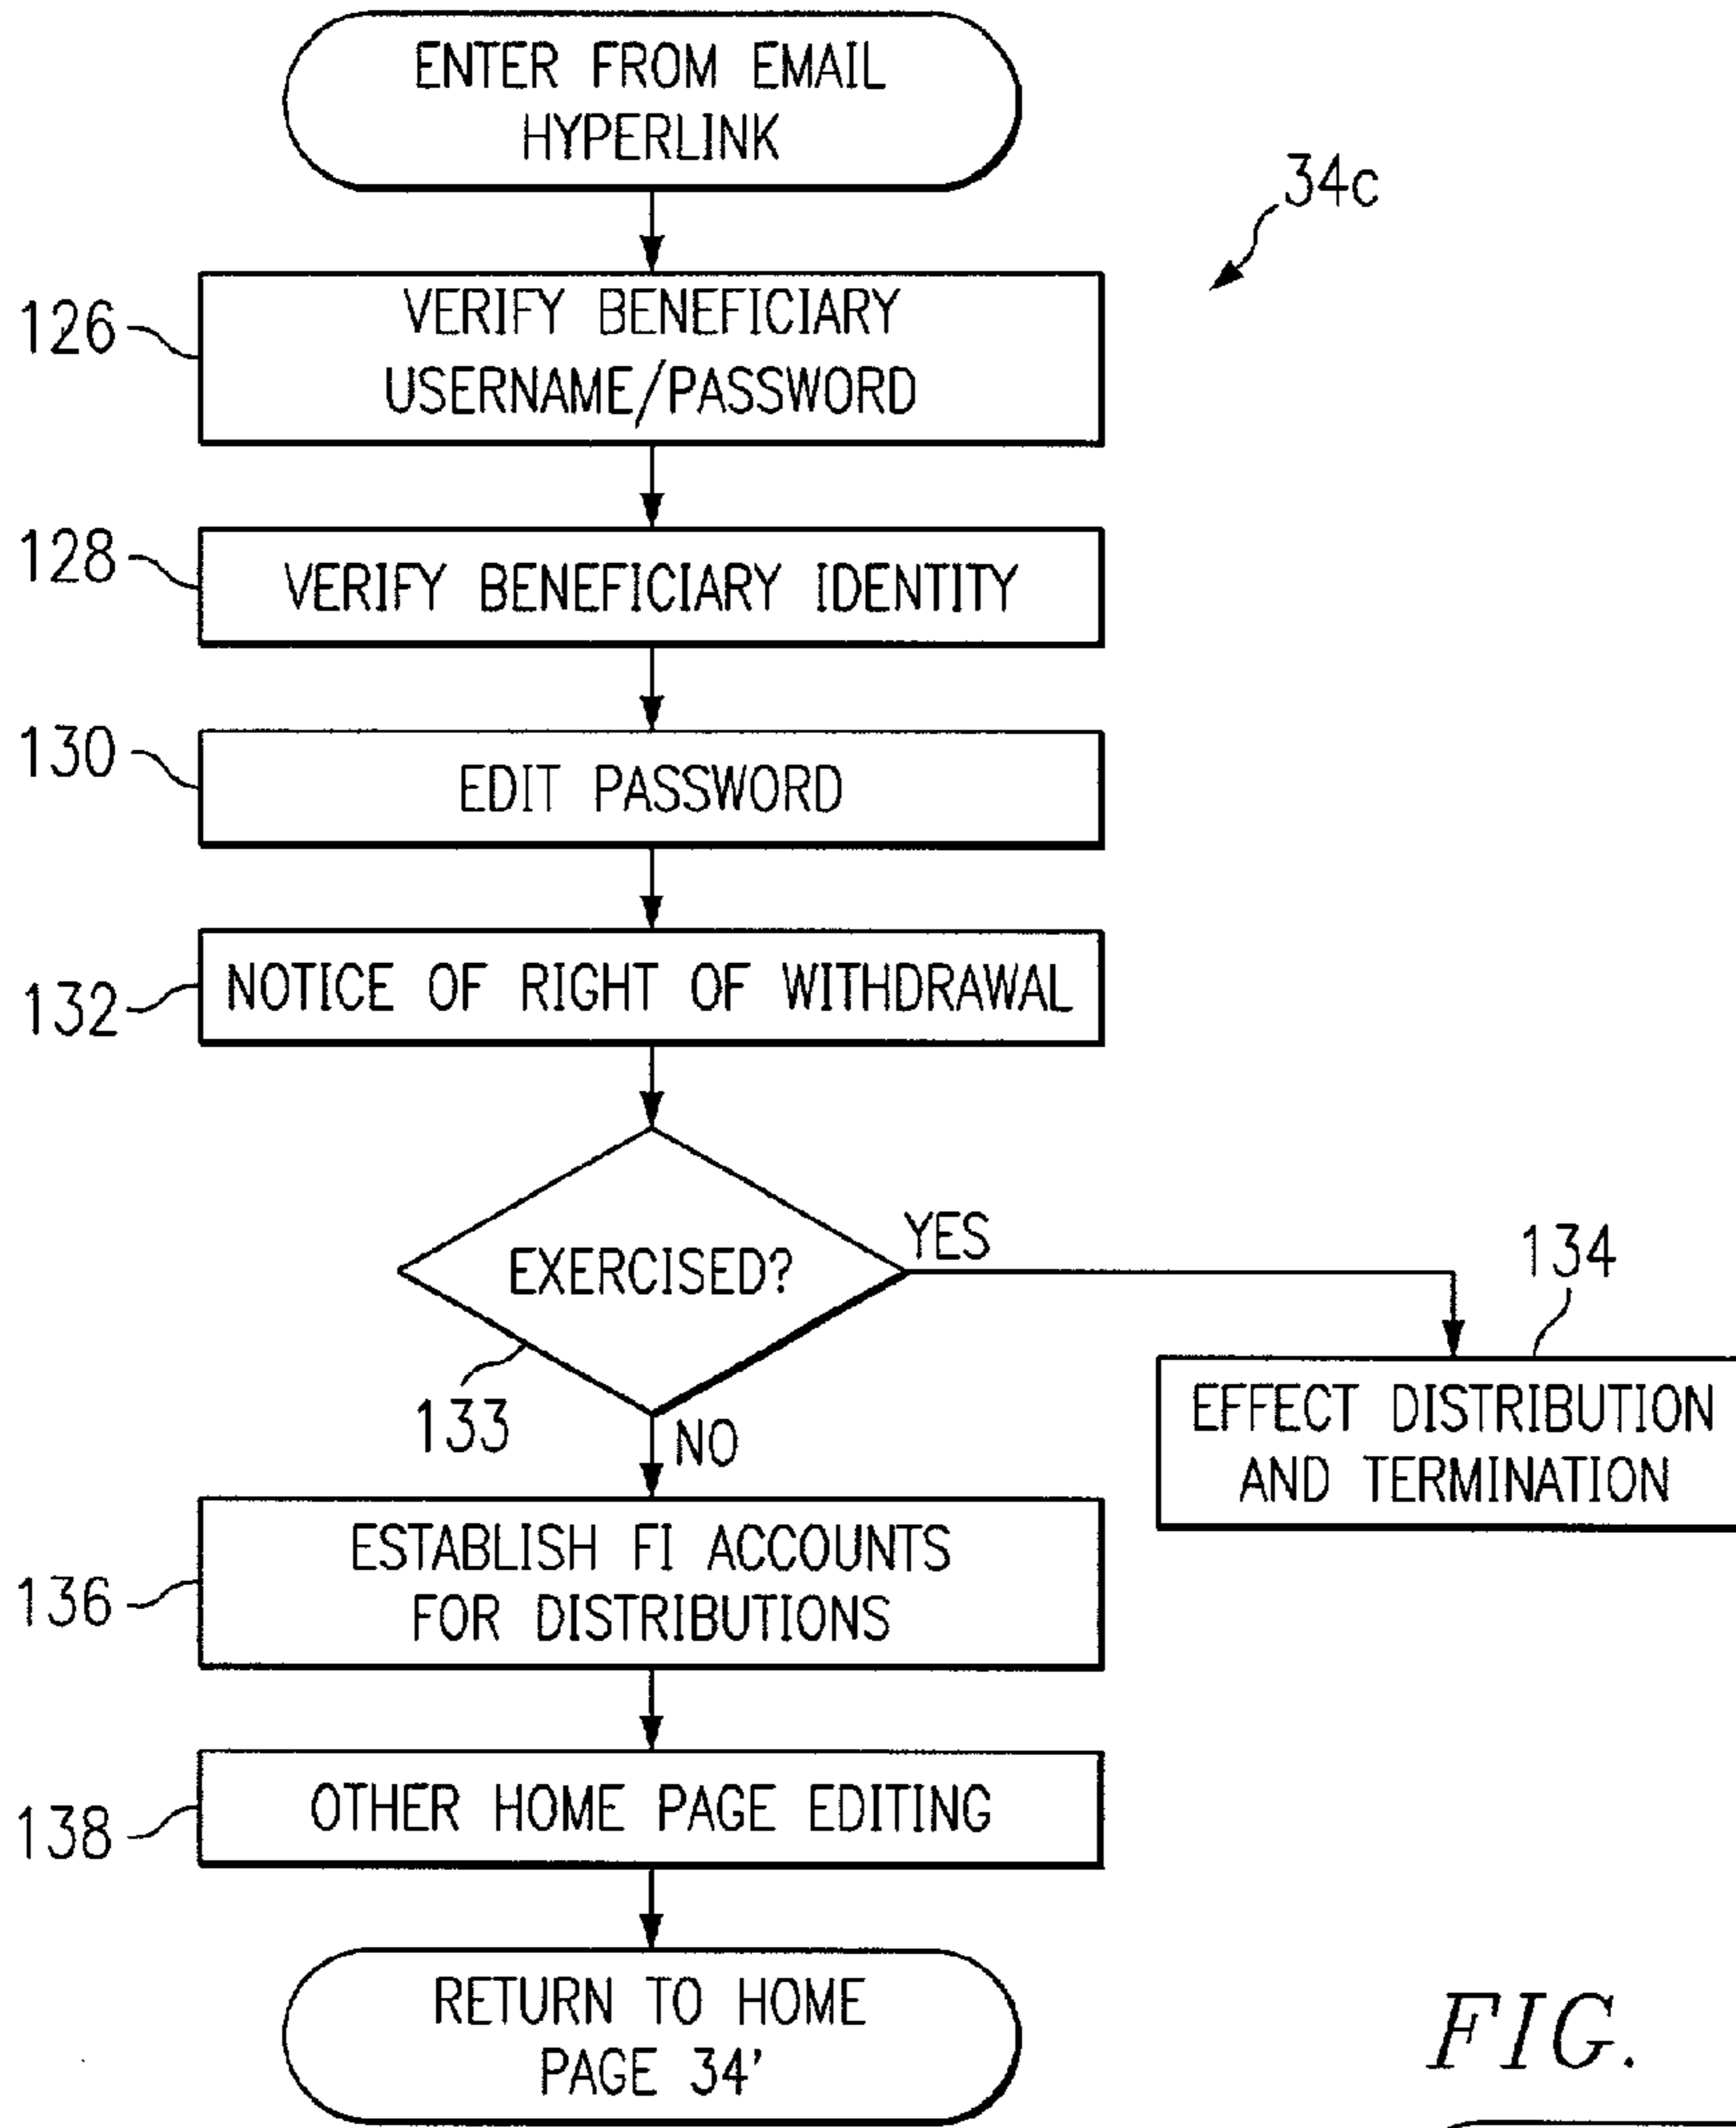 ENTER FROM EMAIL
HYPERLINK
34c
126
VERIFY BENEFICIARY
USERNAME/PASSWORD
128
VERIFY BENEFICIARY IDENTITY
130
EDIT PASSWORD
132
NOTICE OF RIGHT OF WITHDRAWAL
EXERCISED?
YES
133
NO
134
EFFECT DISTRIBUTION
AND TERMINATION
136
ESTABLISH FI ACCOUNTS
FOR DISTRIBUTIONS
138
OTHER HOME PAGE EDITING
RETURN TO HOME
PAGE 34'
FIG.